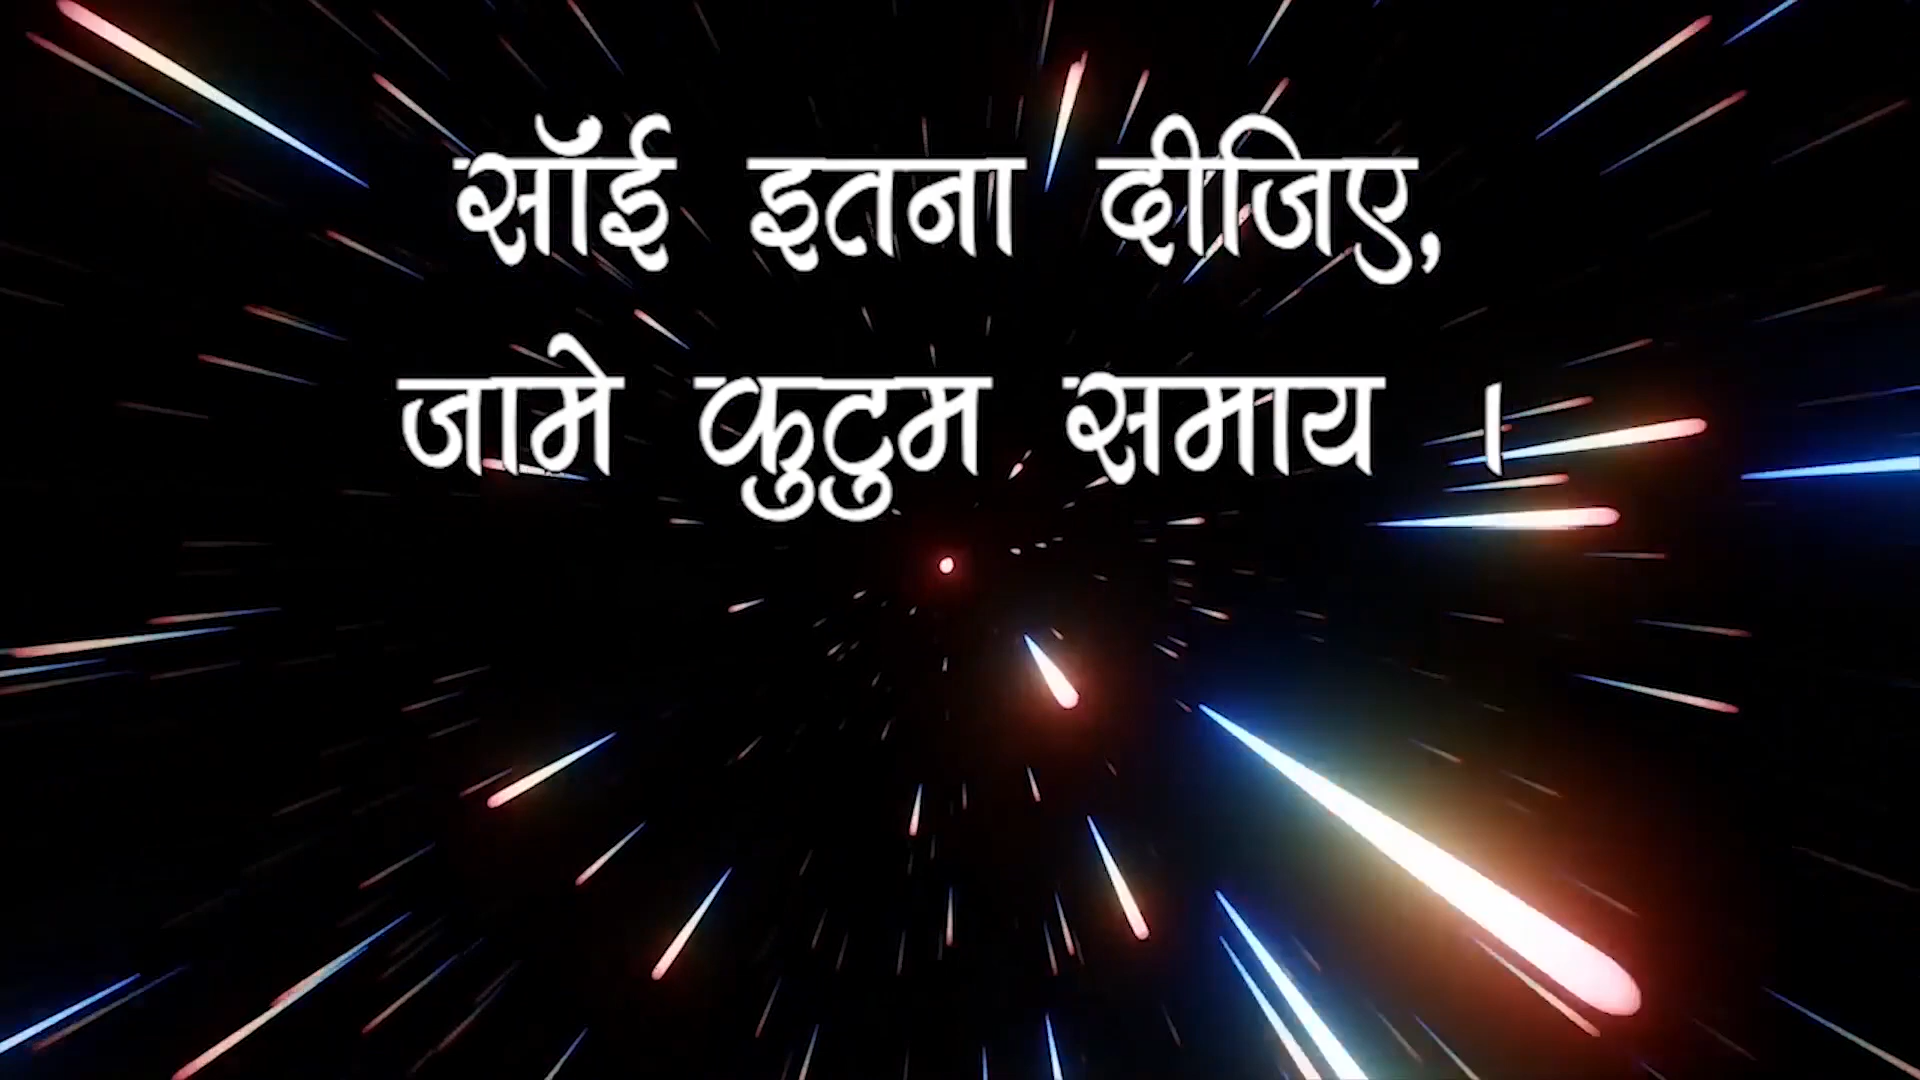 सॉई इतना दीजिए,
जामे कुटुम समाय ।